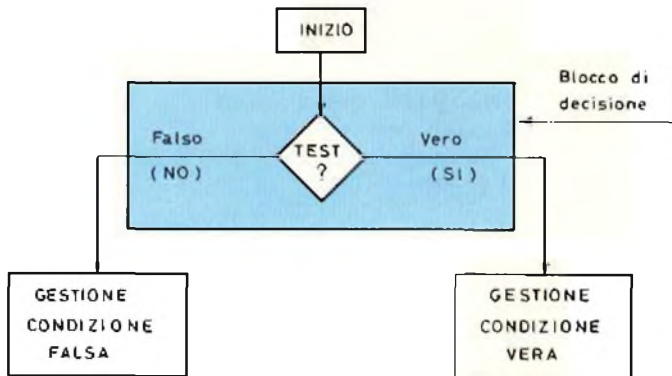 INIZIO
Blocco di
decisione
Falso
Vero
TEST
?
(NO)
(SI)
GESTIONE
CONDIZIONE
FALSA
GESTIONE
CONDIZIONE
VERA